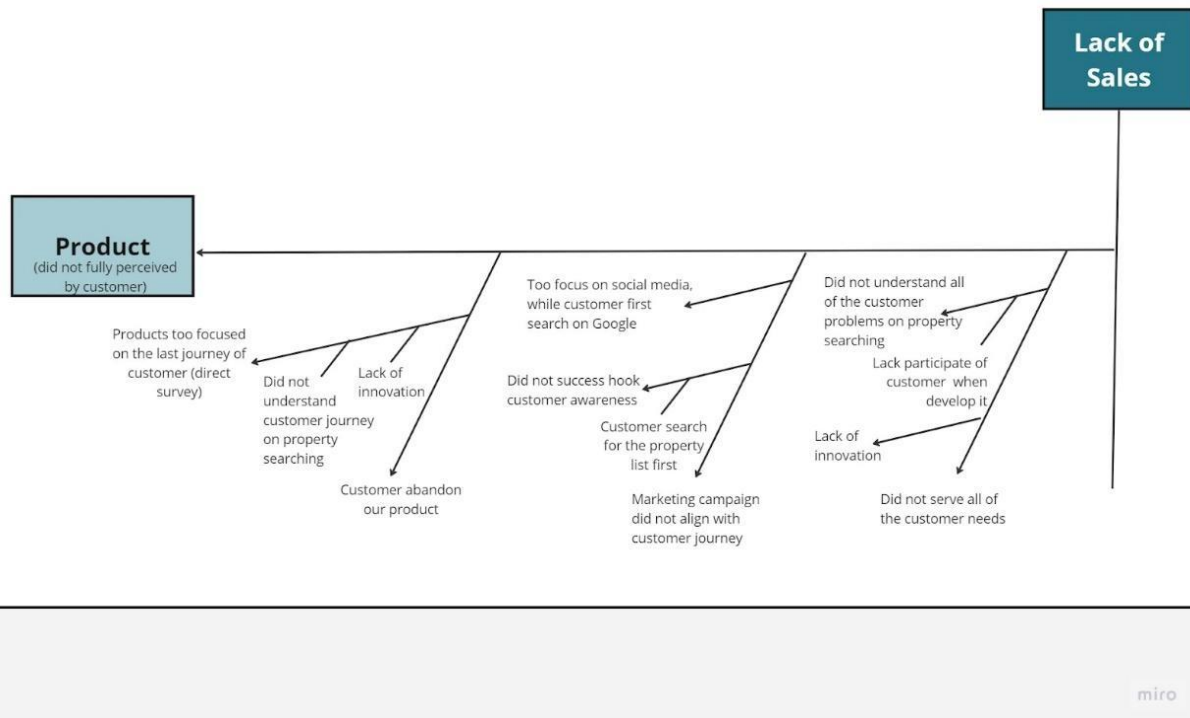 Lack of
Sales
Product
(did not fully perceived
by customer)
Products too focused
on the last journey of
customer (direct
survey)
Did not
understand
customer journey
on property
searching
Lack of
innovation
Customer abandon
our product
Too focus on social media,
while customer first
search on Google
Did not success hook
customer awareness
Customer search
for the property
list first
Marketing campaign
did not align with
customer journey
Did not understand all
of the customer
problems on property
searching
Lack participate of
customer when
develop it
Lack of
innovation
Did not serve all of
the customer needs
miro